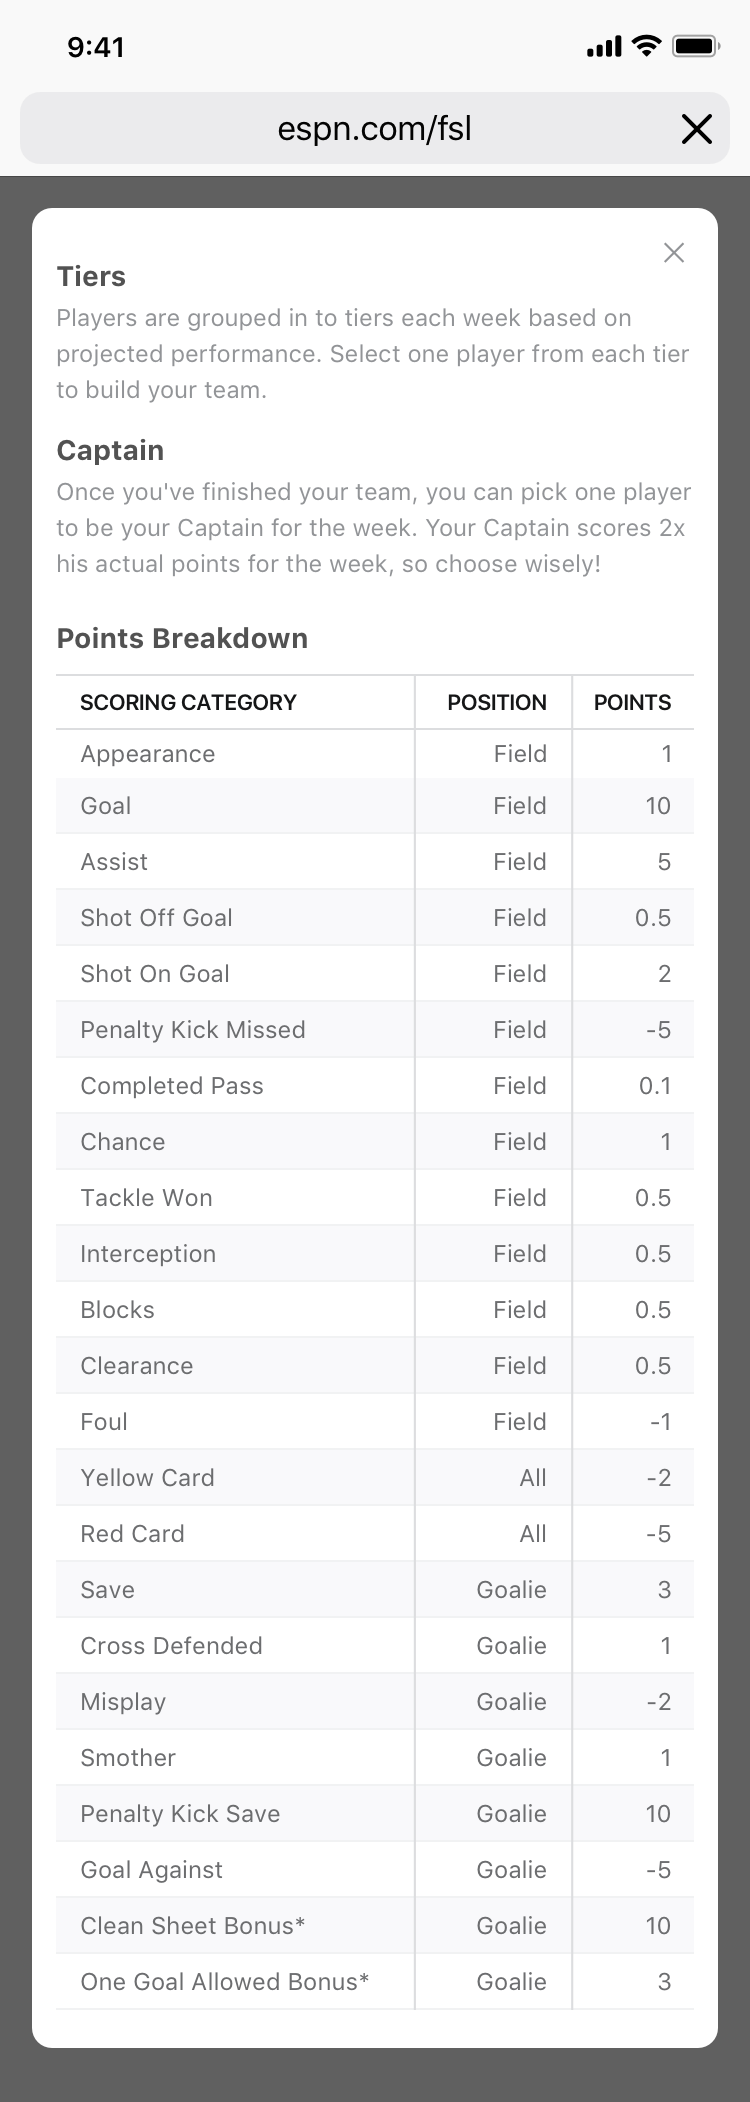 9:41
espn.com/fsl
Tiers
Players are grouped in to tiers each week based on
projected performance. Select one player from each tier
to build your team.
Captain
Once you've finished your team, you can pick one player
to be your Captain for the week. Your Captain scores 2x
his actual points for the week, so choose wisely!
Points Breakdown
SCORING CATEGORY POSITION POINTS
Appearance Field 1
Goal Field 10
Assist Field 5
Shot Off Goal Field 0.5
Shot On Goal Field 2
Penalty Kick Missed Field -5
Completed Pass Field 0.1
Chance Field 1
Tackle Won Field 0.5
Interception Field 0.5
Blocks Field 0.5
Clearance Field 0.5
Foul Field -1
Yellow Card All -2
Red Card All -5
Save Goalie 3
Cross Defended Goalie 1
Misplay Goalie -2
Smother Goalie 1
Penalty Kick Save Goalie 10
Goal Against Goalie -5
Clean Sheet Bonus* Goalie 10
One Goal Allowed Bonus* Goalie 3